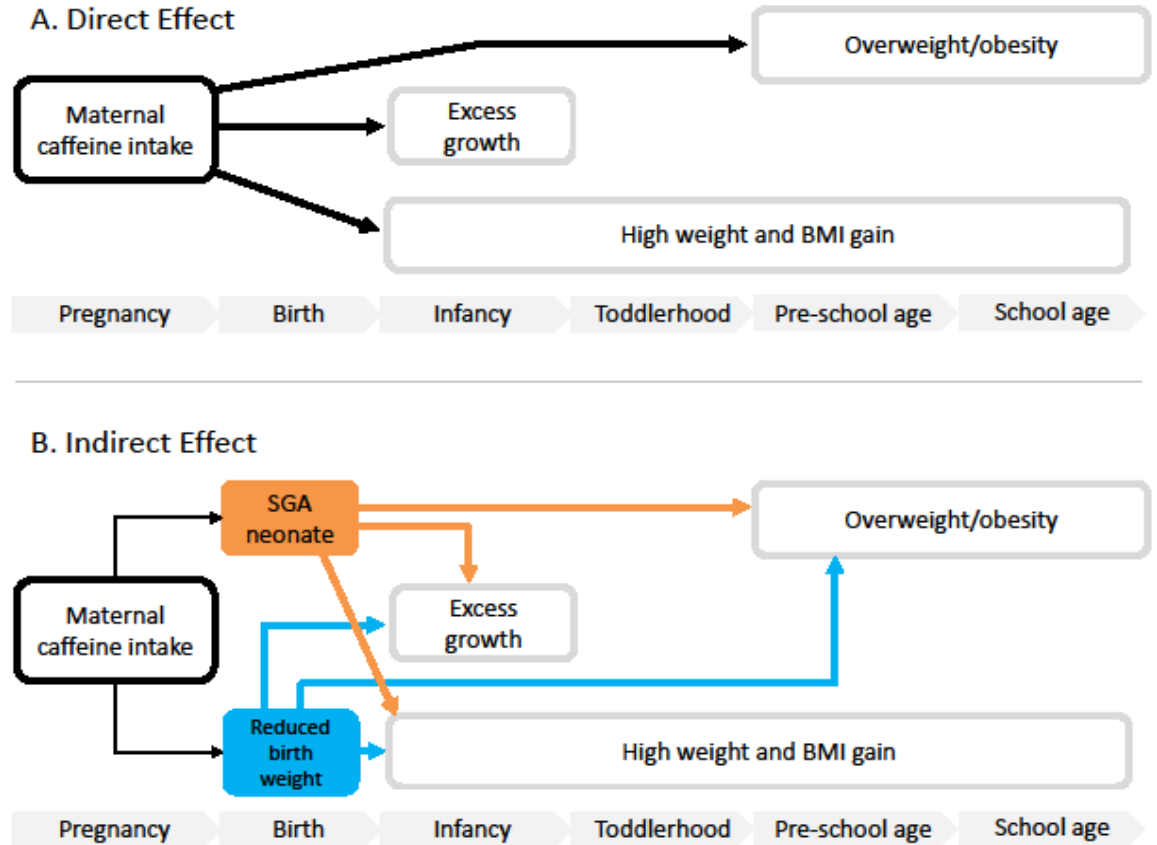 A. Direct Effect
Overweight/obesity
Maternal
caffeine intake
Excess
growth
High weight and BMI gain
Pregnancy Birth Infancy Toddlerhood Pre-school age School age
B. Indirect Effect
SGA
neonate
Overweight/obesity
Maternal
caffeine intake
Excess
growth
Reduced
birth
weight
High weight and BMI gain
Pregnancy Birth Infancy Toddlerhood Pre-school age School age